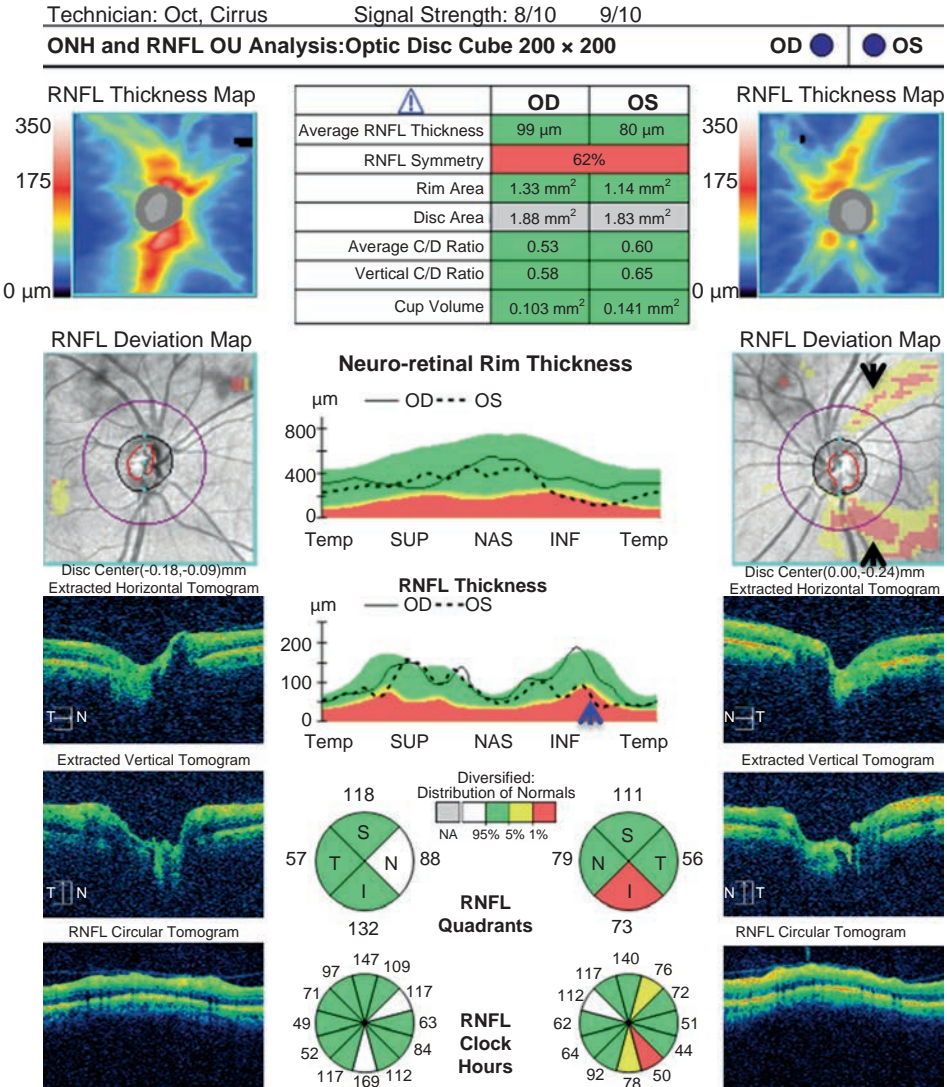 Technician: Oct, Cirrus Signal Strength: 8/10 9/10
ONH and RNFL OU Analysis:Optic Disc Cube 200 × 200 OD OS
RNFL Thickness Map
350
175
0 μm
OD OS
Average RNFL Thickness 99 μm 80 μm
RNFL Symmetry 62%
Rim Area 1.33 mm² 1.14 mm²
Disc Area 1.88 mm² 1.83 mm²
Average C/D Ratio 0.53 0.60
Vertical C/D Ratio 0.58 0.65
Cup Volume 0.103 mm² 0.141 mm²
RNFL Thickness Map
350
175
0 μm
RNFL Deviation Map
Disc Center(-0.18,-0.09)mm
Extracted Horizontal Tomogram
T N
Extracted Vertical Tomogram
T N
RNFL Circular Tomogram
Neuro-retinal Rim Thickness
μm OD OS
800
400
0
Temp SUP NAS INF Temp
RNFL Thickness
μm OD OS
200
100
0
Temp SUP NAS INF Temp
Diversified:
Distribution of Normals
NA 95% 5% 1%
118
S
57 T N 88
I
132
RNFL
Quadrants
111
S
79 N T 56
I
73
147
97 109
71 117
49 63
52 84
117 112
169
RNFL
Clock
Hours
140
117 76
112 72
62 51
64 44
92 50
78
RNFL Deviation Map
Disc Center(0.00,-0.24)mm
Extracted Horizontal Tomogram
N T
Extracted Vertical Tomogram
N T
RNFL Circular Tomogram